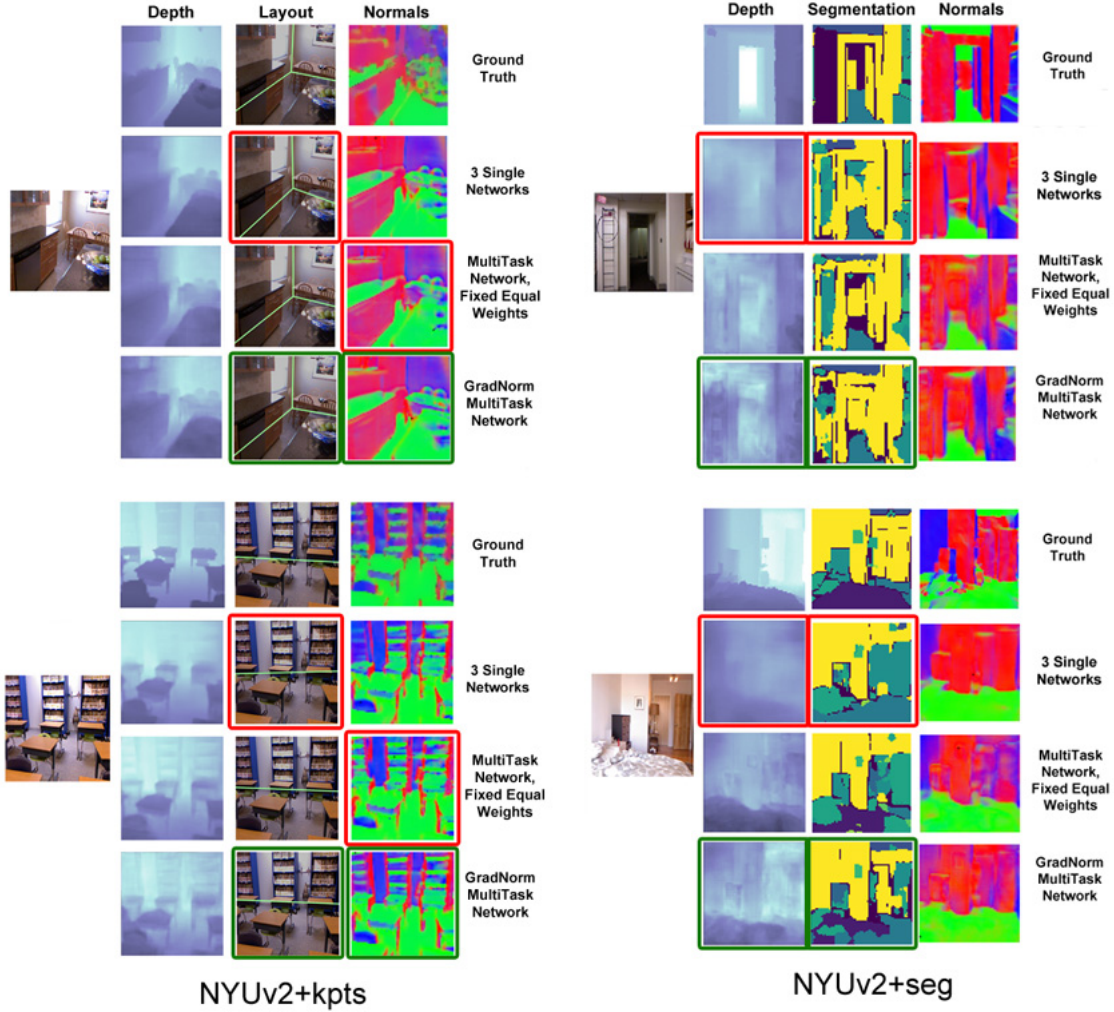 Depth Layout Normals
Ground
Truth
3 Single
Networks
MultiTask
Network,
Fixed Equal
Weights
GradNorm
MultiTask
Network
Ground
Truth
3 Single
Networks
MultiTask
Network,
Fixed Equal
Weights
GradNorm
MultiTask
Network
NYUv2+kpts
Depth Segmentation Normals
Ground
Truth
3 Single
Networks
MultiTask
Network,
Fixed Equal
Weights
GradNorm
MultiTask
Network
Ground
Truth
3 Single
Networks
MultiTask
Network,
Fixed Equal
Weights
GradNorm
MultiTask
Network
NYUv2+seg